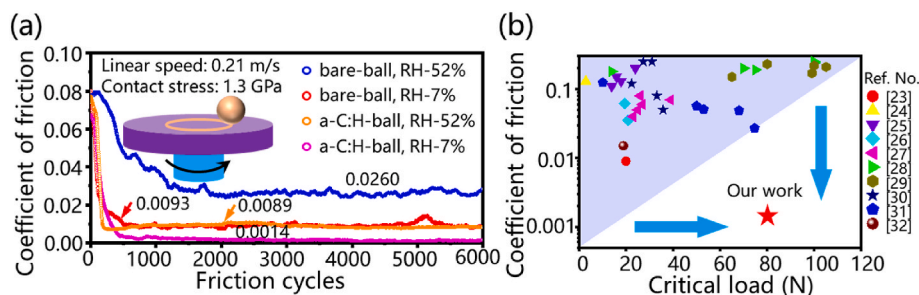 (a)
Coefficient of friction
0.10
0.08
0.06
0.04
0.02
0.00
Linear speed: 0.21 m/s
Contact stress: 1.3 GPa
bare-ball, RH-52%
bare-ball, RH-7%
a-C:H-ball, RH-52%
a-C:H-ball, RH-7%
0.0260
0.0093
0.0089
0.0014
0 1000 2000 3000 4000 5000 6000
Friction cycles
(b)
Coefficient of friction
0.1
0.01
0.001
Our work
0 20 40 60 80 100 120
Critical load (N)
Ref. No.
[23]
[24]
[25]
[26]
[27]
[28]
[29]
[30]
[31]
[32]